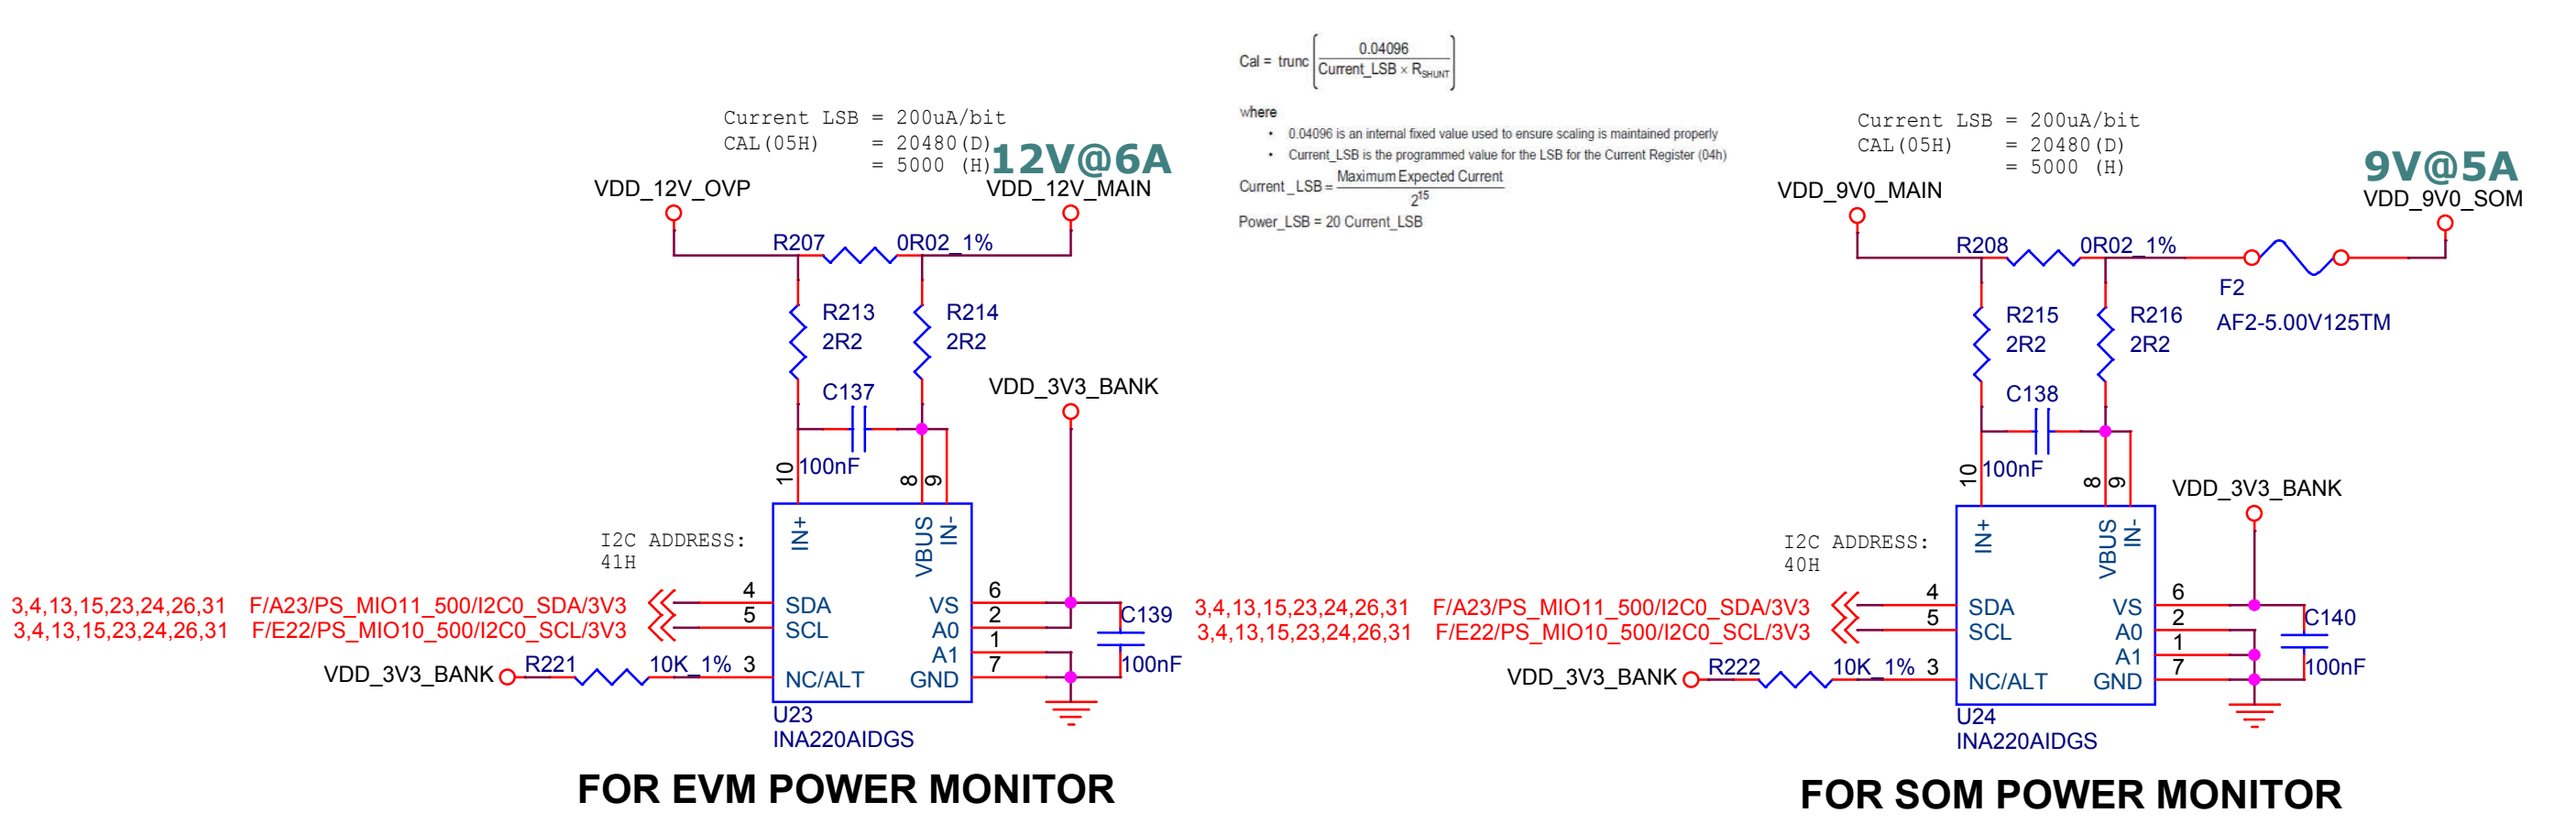 Cal = trunc [ 0.04096 / Current_LSB × RSHUNT ]
where
• 0.04096 is an internal fixed value used to ensure scaling is maintained properly
• Current_LSB is the programmed value for the LSB for the Current Register (04h)
Current_LSB = Maximum Expected Current / 2^15
Power_LSB = 20 Current_LSB
Current LSB = 200uA/bit
CAL(05H) = 20480(D)
= 5000 (H)
12V@6A
VDD_12V_OVP
VDD_12V_MAIN
R207
0R02_1%
R213
2R2
R214
2R2
C137
100nF
VDD_3V3_BANK
10
8
9
IN+
VBUS
IN-
I2C ADDRESS:
41H
3,4,13,15,23,24,26,31 F/A23/PS_MIO11_500/I2C0_SDA/3V3
3,4,13,15,23,24,26,31 F/E22/PS_MIO10_500/I2C0_SCL/3V3
VDD_3V3_BANK
R221
10K_1%
4
5
3
SDA
SCL
NC/ALT
VS
A0
A1
GND
6
2
1
7
C139
100nF
U23
INA220AIDGS
FOR EVM POWER MONITOR
Current LSB = 200uA/bit
CAL(05H) = 20480(D)
= 5000 (H)
9V@5A
VDD_9V0_MAIN
VDD_9V0_SOM
R208
0R02_1%
F2
AF2-5.00V125TM
R215
2R2
R216
2R2
C138
100nF
VDD_3V3_BANK
10
8
9
IN+
VBUS
IN-
I2C ADDRESS:
40H
3,4,13,15,23,24,26,31 F/A23/PS_MIO11_500/I2C0_SDA/3V3
3,4,13,15,23,24,26,31 F/E22/PS_MIO10_500/I2C0_SCL/3V3
VDD_3V3_BANK
R222
10K_1%
4
5
3
SDA
SCL
NC/ALT
VS
A0
A1
GND
6
2
1
7
C140
100nF
U24
INA220AIDGS
FOR SOM POWER MONITOR